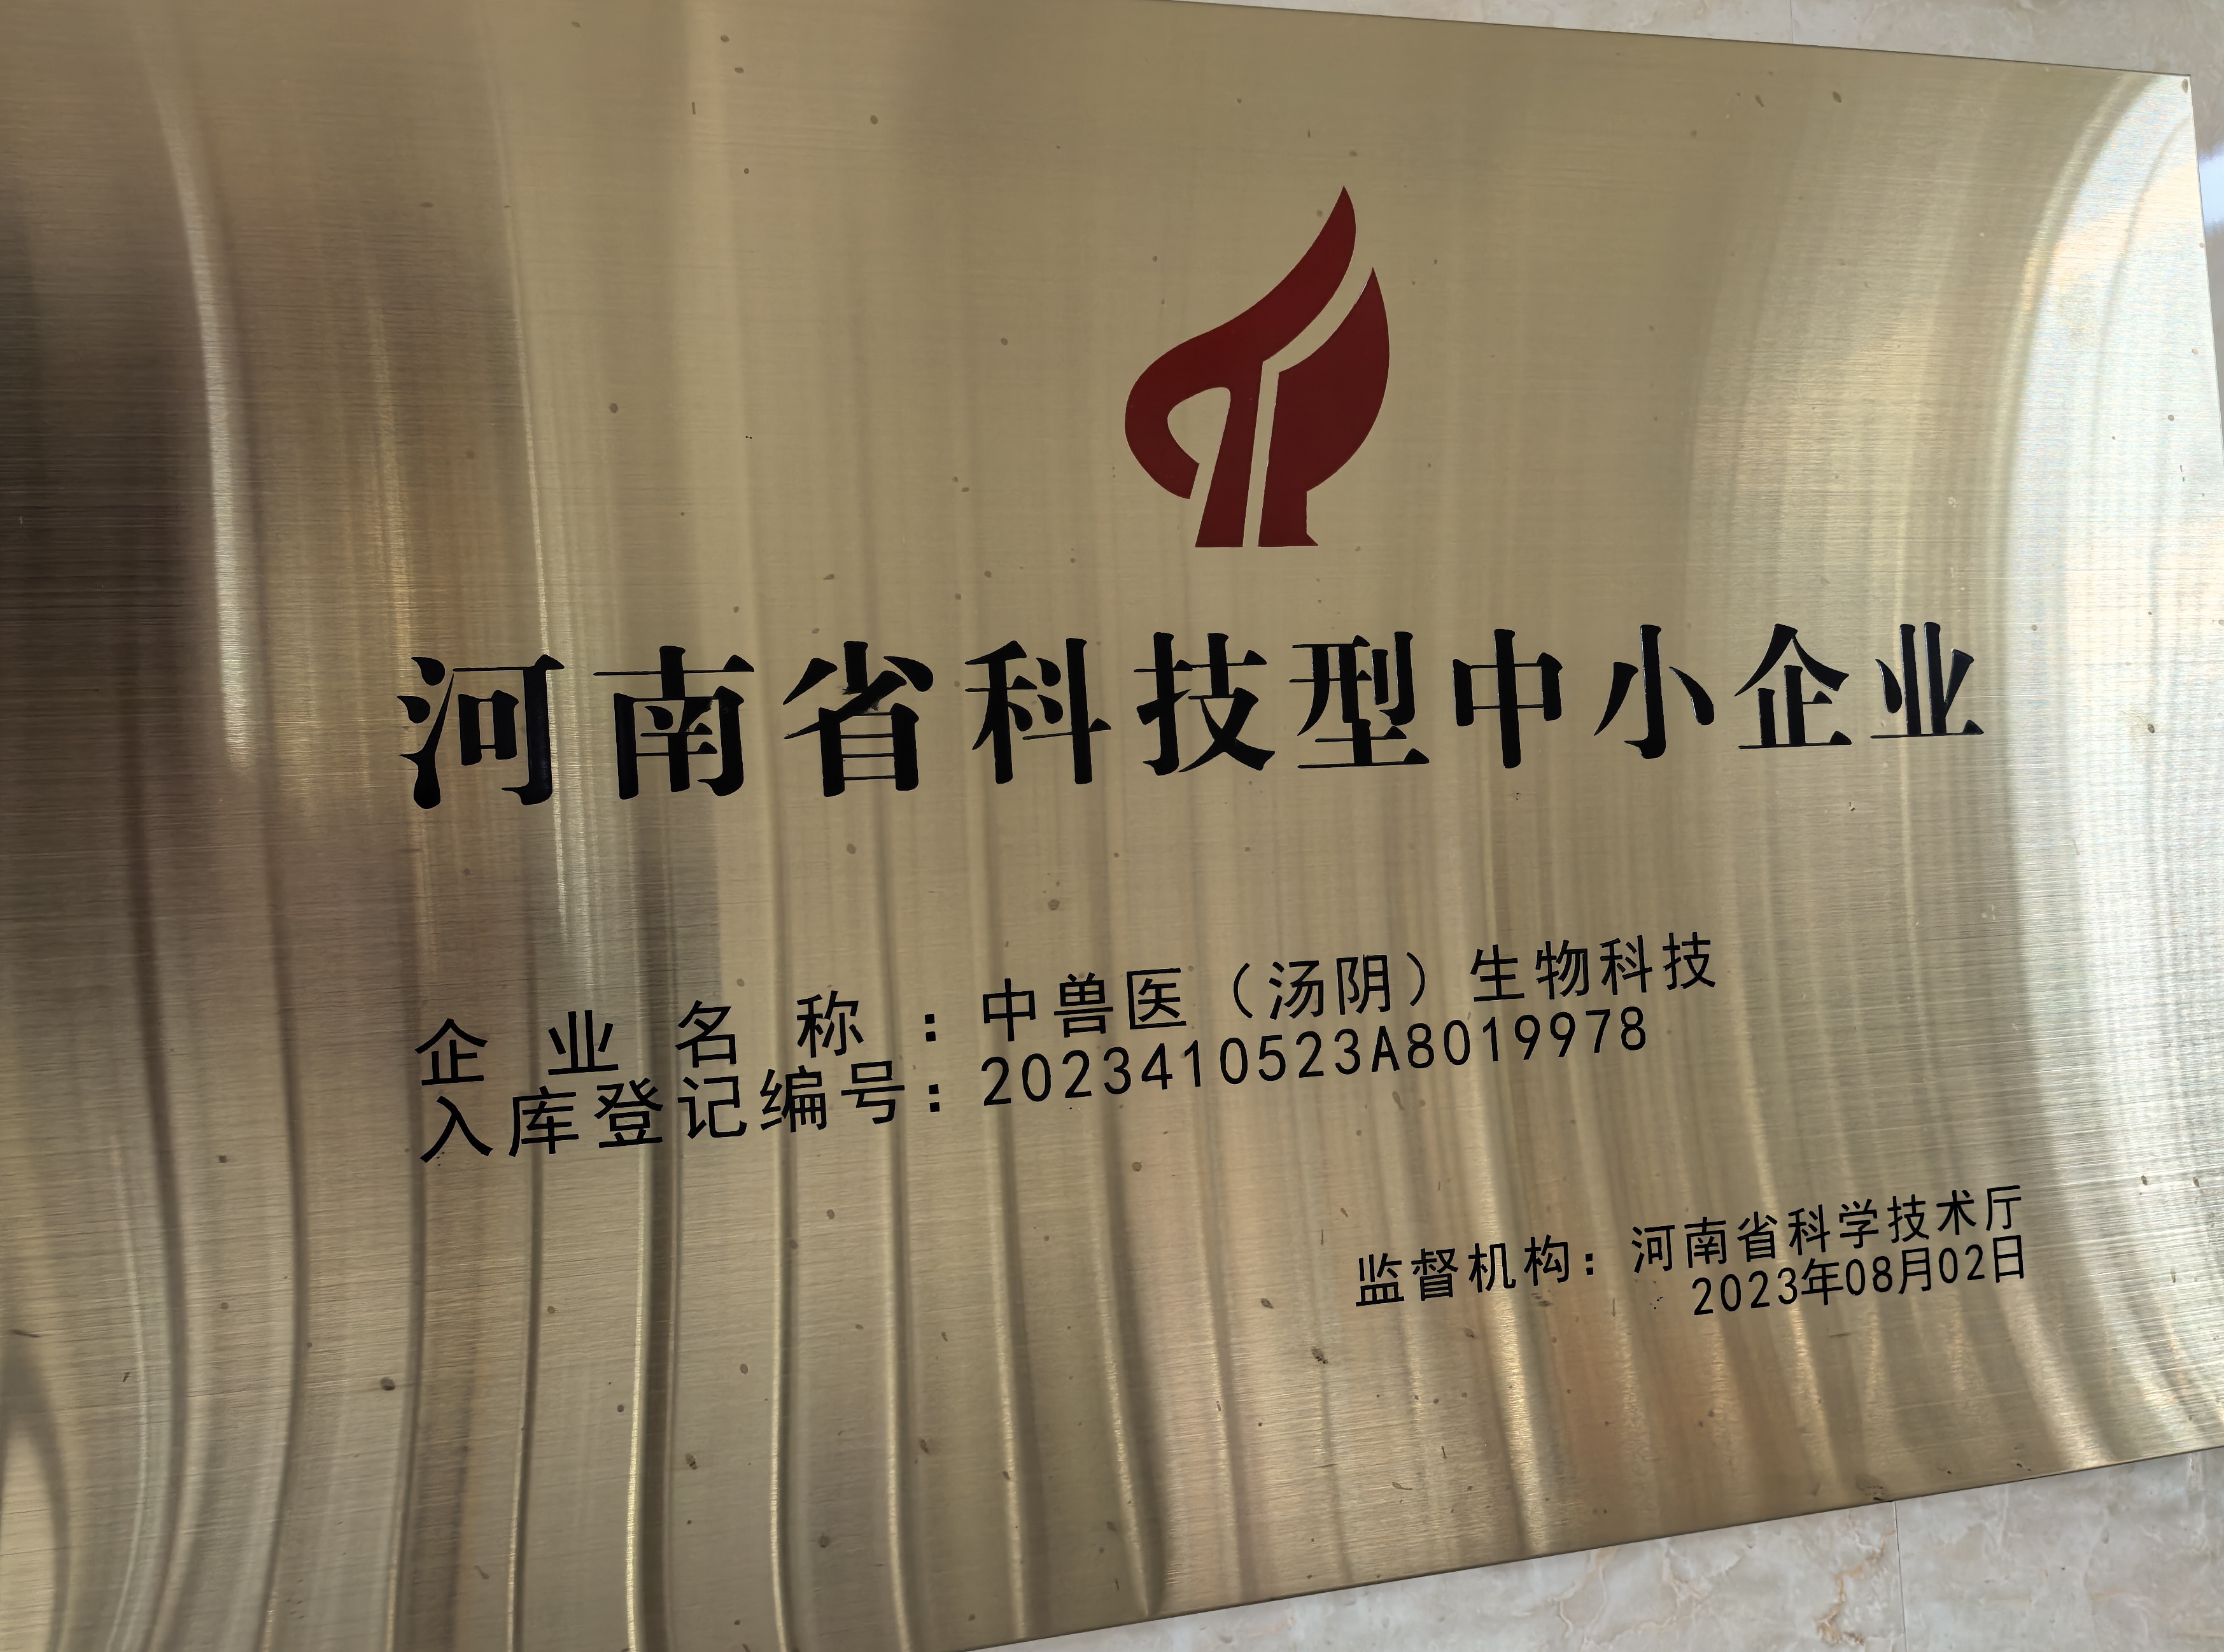 河南省科技型中小企业
企业名称：中兽医（汤阴）生物科技
入库登记编号：2023410523A8019978
监督机构：河南省科学技术厅
2023年08月02日